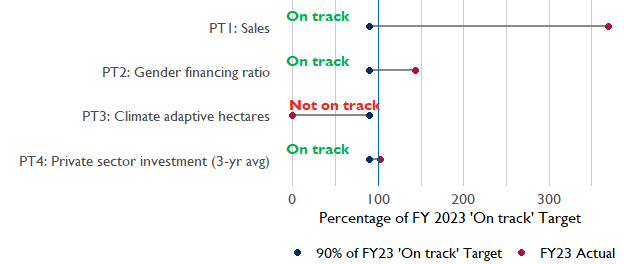 On track
PT1: Sales
On track
PT2: Gender financing ratio
Not on track
PT3: Climate adaptive hectares
On track
PT4: Private sector investment (3-yr avg)
0 100 200 300
Percentage of FY 2023 'On track' Target
90% of FY23 'On track' Target FY23 Actual